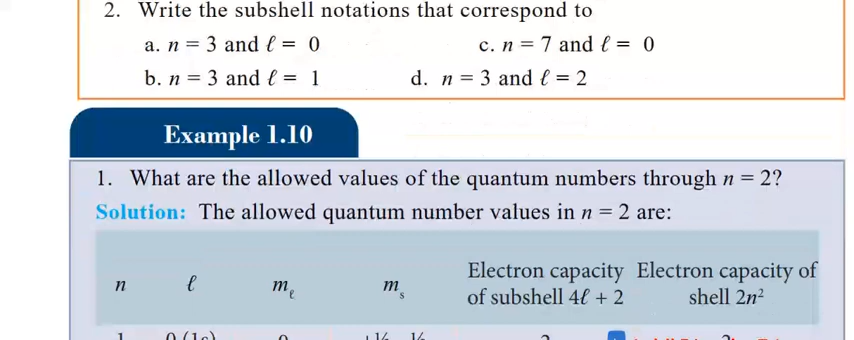 2. Write the subshell notations that correspond to
a. n = 3 and ℓ = 0 c. n = 7 and ℓ = 0
b. n = 3 and ℓ = 1 d. n = 3 and ℓ = 2
Example 1.10
1. What are the allowed values of the quantum numbers through n = 2?
Solution: The allowed quantum number values in n = 2 are:
n ℓ mℓ ms Electron capacity of subshell 4ℓ + 2 Electron capacity of shell 2n²